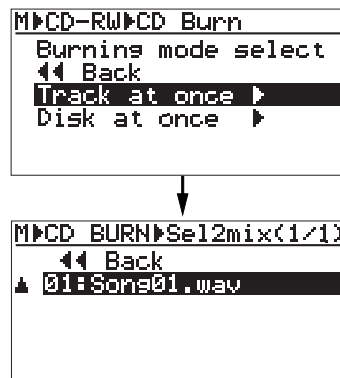 M▶CD-RW▶CD Burn
Burning mode select
◀◀ Back
Track at once ▶
Disk at once ▶
M▶CD BURN▶Sel2mix(1/1)
◀◀ Back
01:Song01.wav